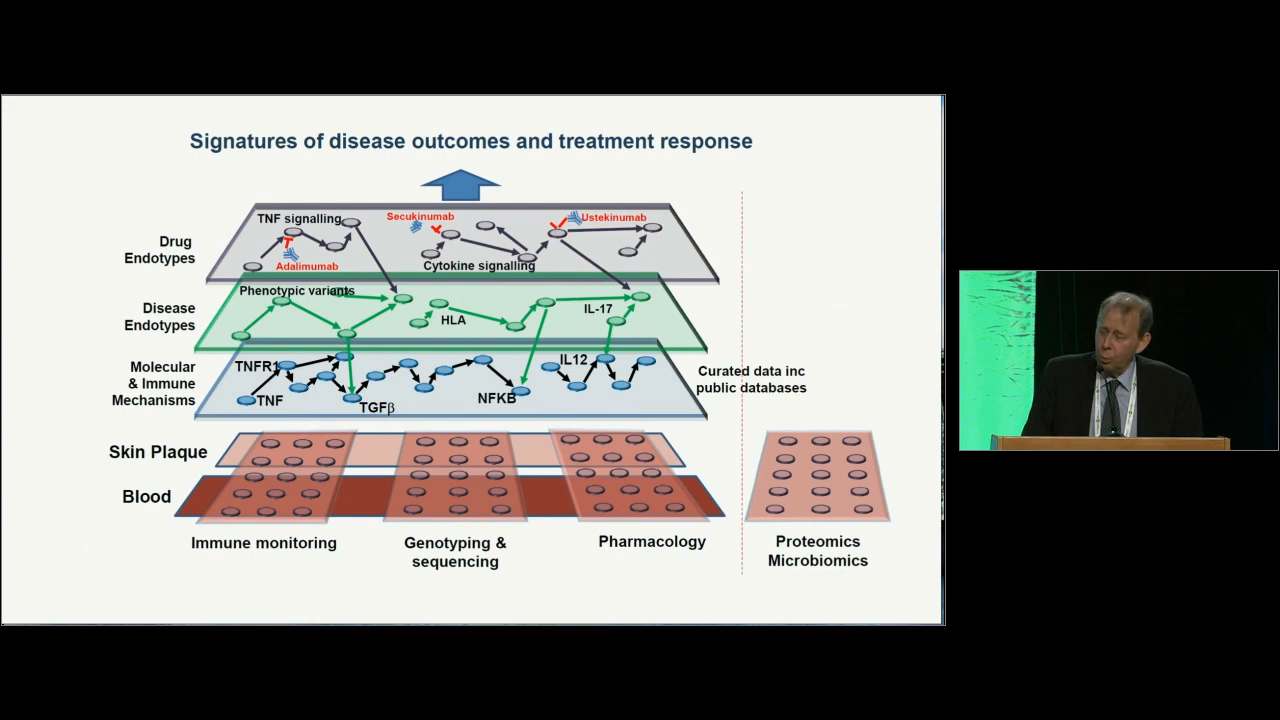 Signatures of disease outcomes and treatment response
Drug
Endotypes
TNF signalling
Adalimumab
Secukinumab
Cytokine signalling
Ustekinumab
Disease
Endotypes
Phenotypic variants
HLA
IL-17
Molecular
& Immune
Mechanisms
TNFR1
TNF
TGFβ
NFKB
IL12
Curated data inc
public databases
Skin Plaque
Blood
Immune monitoring
Genotyping &
sequencing
Pharmacology
Proteomics
Microbiomics